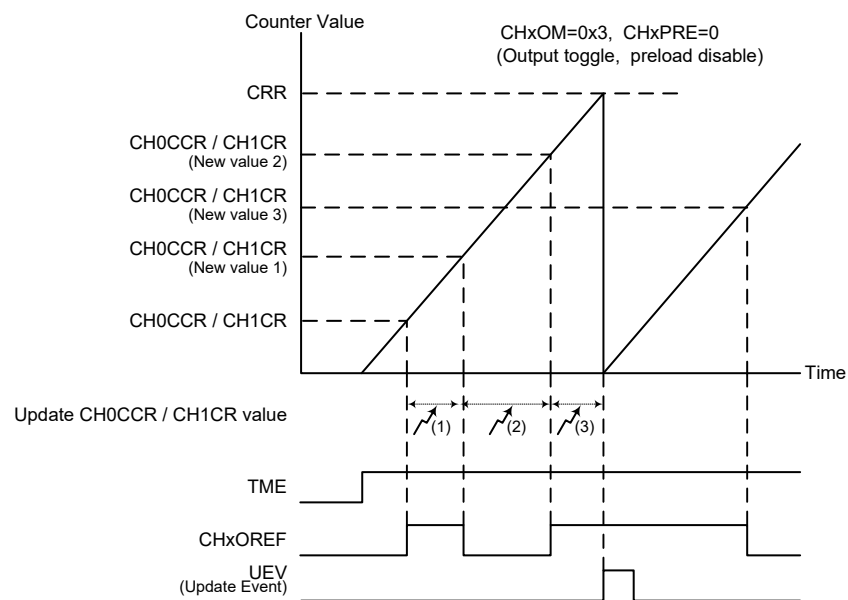 Counter Value
CHxOM=0x3, CHxPRE=0
(Output toggle, preload disable)
CRR
CH0CCR / CH1CR
(New value 2)
CH0CCR / CH1CR
(New value 3)
CH0CCR / CH1CR
(New value 1)
CH0CCR / CH1CR
Time
Update CH0CCR / CH1CR value
(1)
(2)
(3)
TME
CHxOREF
UEV
(Update Event)